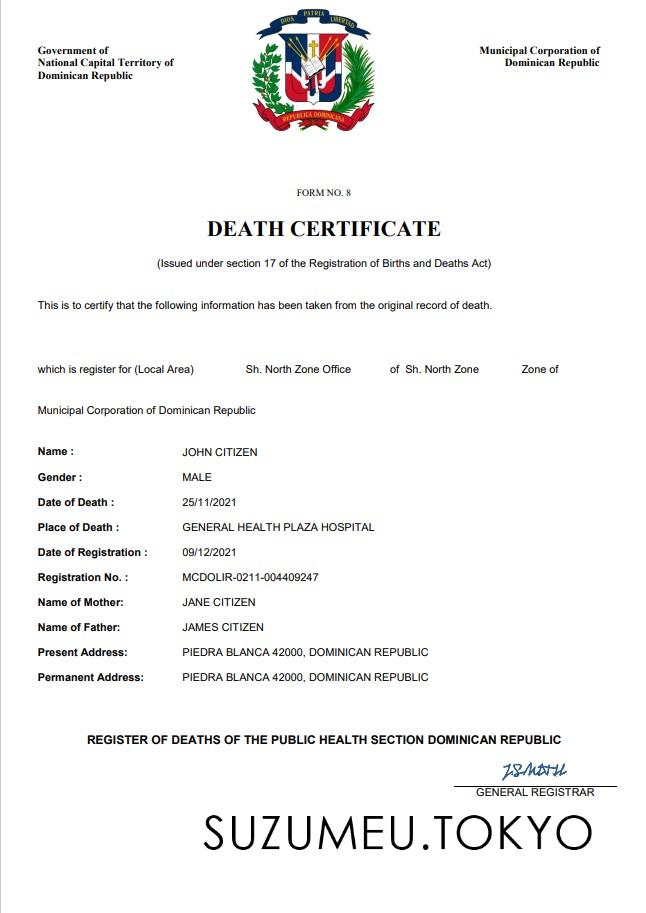 Government of
National Capital Territory of
Dominican Republic
Municipal Corporation of
Dominican Republic
DIOS PATRIA LIBERTAD
REPUBLICA DOMINICANA
FORM NO. 8
DEATH CERTIFICATE
(Issued under section 17 of the Registration of Births and Deaths Act)
This is to certify that the following information has been taken from the original record of death.
which is register for (Local Area) Sh. North Zone Office of Sh. North Zone Zone of
Municipal Corporation of Dominican Republic
Name : JOHN CITIZEN
Gender : MALE
Date of Death : 25/11/2021
Place of Death : GENERAL HEALTH PLAZA HOSPITAL
Date of Registration : 09/12/2021
Registration No. : MCDOLIR-0211-004409247
Name of Mother: JANE CITIZEN
Name of Father: JAMES CITIZEN
Present Address: PIEDRA BLANCA 42000, DOMINICAN REPUBLIC
Permanent Address: PIEDRA BLANCA 42000, DOMINICAN REPUBLIC
REGISTER OF DEATHS OF THE PUBLIC HEALTH SECTION DOMINICAN REPUBLIC
GENERAL REGISTRAR
SUZUMEU.TOKYO